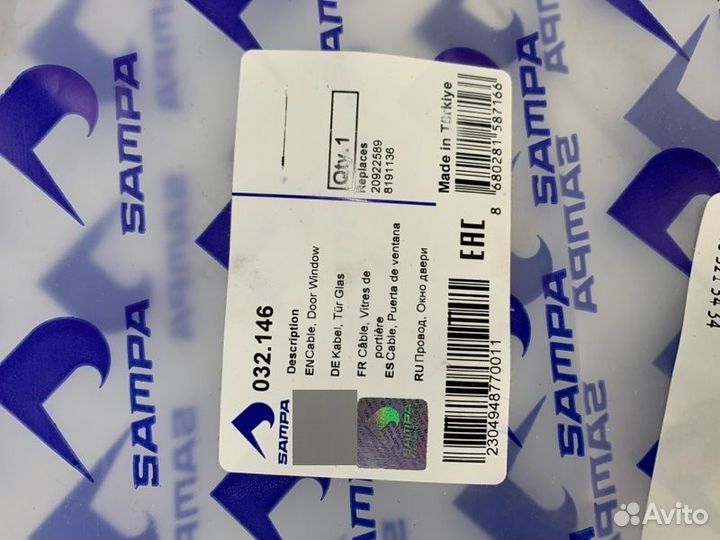 SAMPA
032.146
Description
EN Cable, Door Window
DE Kabel, Tür Glas
FR Câble, Vitres de
portière
ES Cable, Puerta de ventana
RU Провод, Окно двери
Qty. 1
Replaces
20922589
8191136
Made in Türkiye
8 680281 587166
EAC
2304948770011
SAMPA
SAMPA
SAMPA
SAMPA
SAMPA
SAMPA
Avito